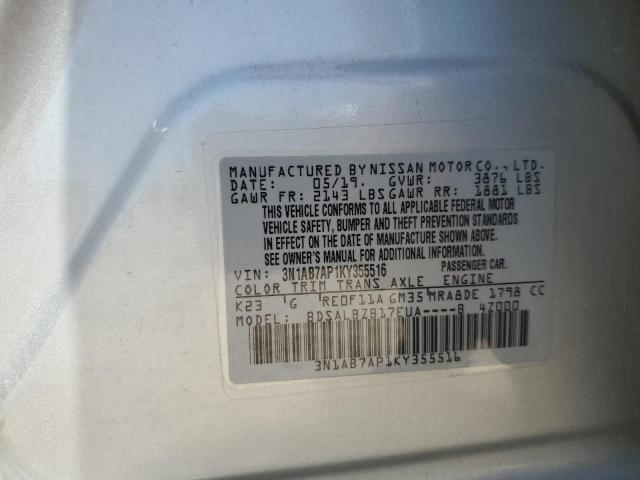 MANUFACTURED BY NISSAN MOTOR CO., LTD.
DATE: 05/19. GVWR: 3876 LBS
GAWR FR: 2143 LBS GAWR RR: 1881 LBS
THIS VEHICLE CONFORMS TO ALL APPLICABLE FEDERAL MOTOR
VEHICLE SAFETY, BUMPER AND THEFT PREVENTION STANDARDS
IN EFFECT ON THE DATE OF MANUFACTURE SHOWN ABOVE.
SEE OWNER'S MANUAL FOR ADDITIONAL INFORMATION.
VIN: 3N1AB7AP1KY355516 PASSENGER CAR.
COLOR TRIM TRANS AXLE ENGINE
K23 G RE0F11A GM35 MRA8DE 1798 CC
MODEL: BDSALBZB17EUA----B 47000
3N1AB7AP1KY355516